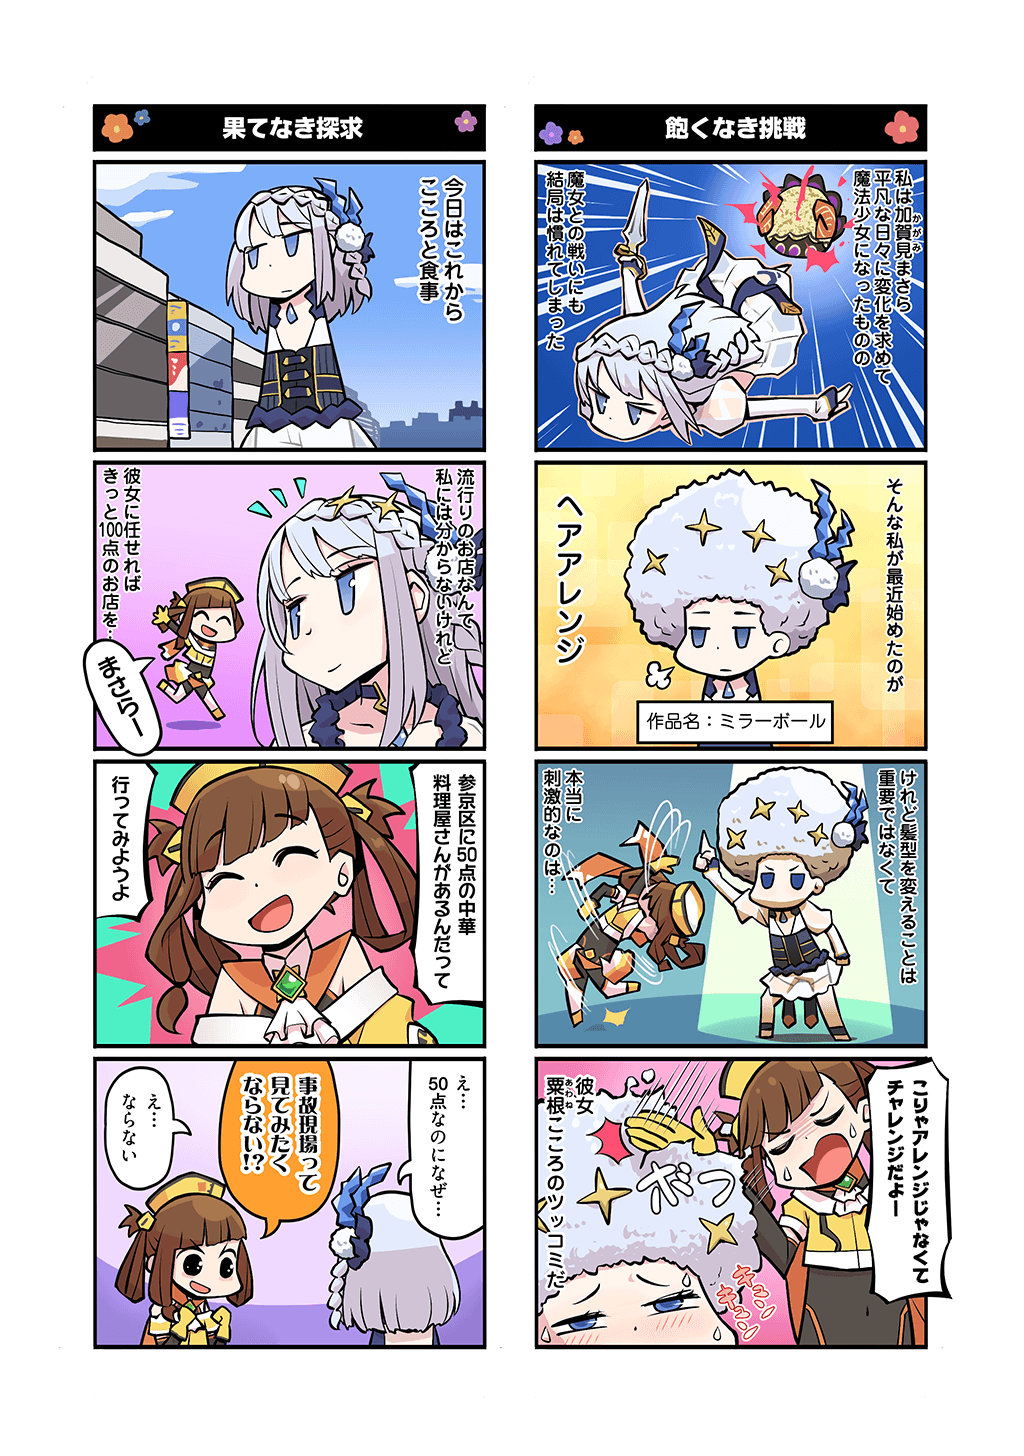 飽くなき挑戦
私は加賀見まさら
かがみ
平凡な日々に変化を求めて
魔法少女になったものの
魔女との戦いにも
結局は慣れてしまった
そんな私が最近始めたのが
ヘアアレンジ
作品名：ミラーボール
けれど髪型を変えることは
重要ではなくて
本当に
刺激的なのは…
こりゃアレンジじゃなくて
チャレンジだよー
ボフ
キュン
キュン
彼女
粟根こころのツッコミだ
あわね
果てなき探求
今日はこれから
こころと食事
流行りのお店なんて
私には分からないけれど
彼女に任せれば
きっと100点のお店を…
まさらー
参京区に50点の中華
料理屋さんがあるんだって
行ってみようよ
え…
50点なのになぜ…
事故現場って
見てみたく
ならない!?
え…
ならない